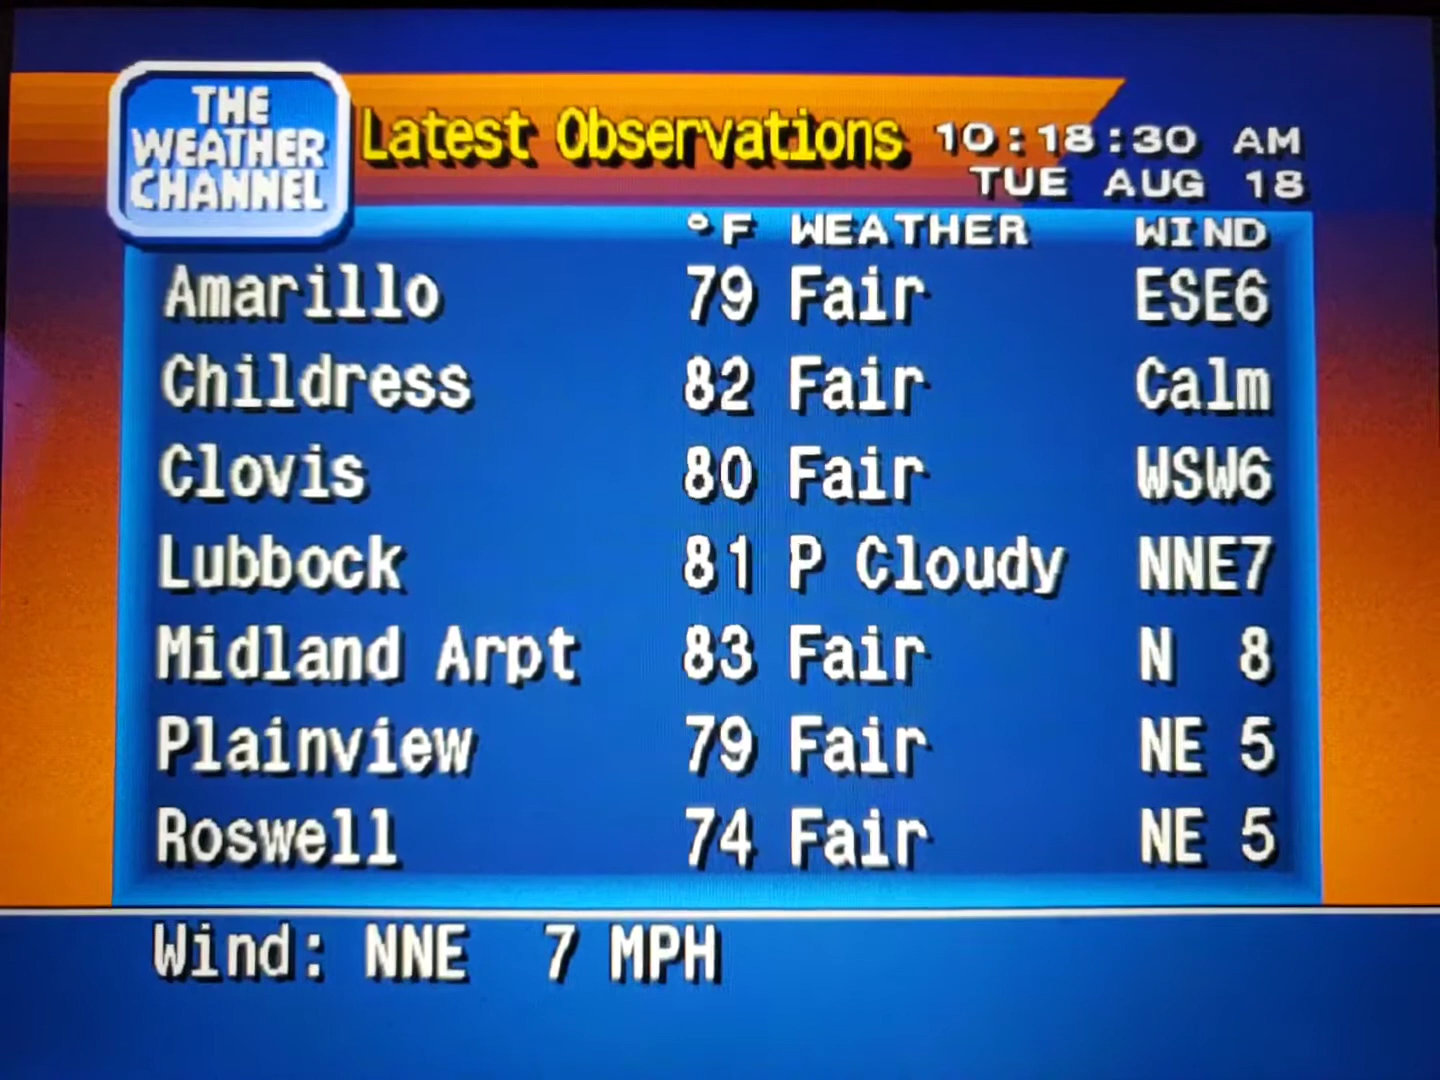 THE
WEATHER
CHANNEL
Latest Observations
10:18:30 AM
TUE AUG 18
°F WEATHER WIND
Amarillo 79 Fair ESE6
Childress 82 Fair Calm
Clovis 80 Fair WSW6
Lubbock 81 P Cloudy NNE7
Midland Arpt 83 Fair N 8
Plainview 79 Fair NE 5
Roswell 74 Fair NE 5
Wind: NNE 7 MPH